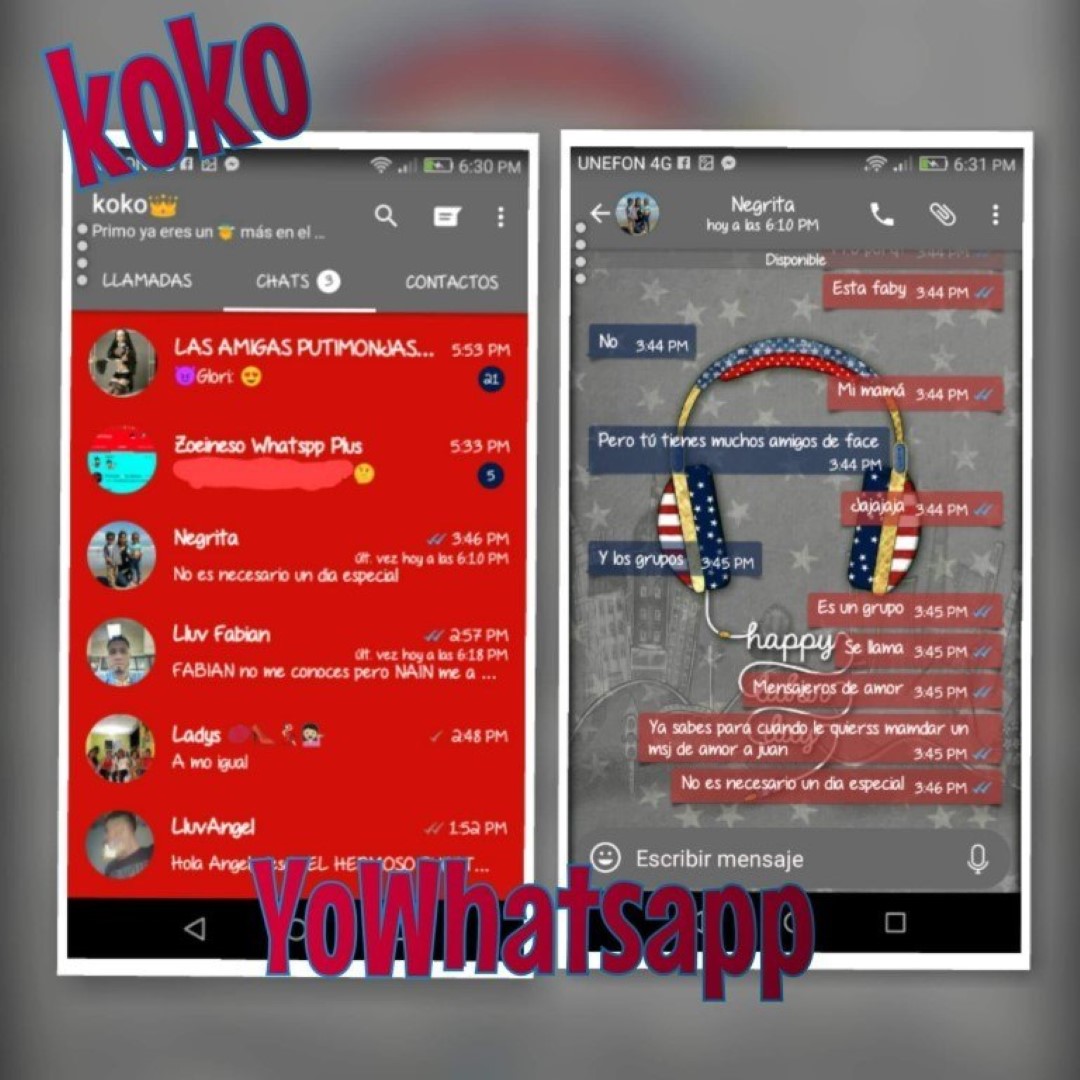 koko
6:30 PM
koko👑
Primo ya eres un 😇 más en el ...
LLAMADAS CHATS 3 CONTACTOS
LAS AMIGAS PUTIMONJAS... 5:53 PM
😈Glori: 😍 21
Zoeineso Whatspp Plus 5:33 PM
🤔 5
Negrita 3:46 PM
últ. vez hoy a las 6:10 PM
No es necesario un dia especial
Lluv Fabian 2:57 PM
últ. vez hoy a las 6:18 PM
FABIAN no me conoces pero NAIN me a ...
Ladys 2:48 PM
A mo igual
LluvAngel 1:52 PM
Hola Angel EL HERMOSO
UNEFON 4G 6:31 PM
Negrita
hoy a las 6:10 PM
Disponible
Esta faby 3:44 PM
No 3:44 PM
Mi mamá 3:44 PM
Pero tú tienes muchos amigos de face
3:44 PM
Jajajaja 3:44 PM
Y los grupos 3:45 PM
Es un grupo 3:45 PM
happy
Se llama 3:45 PM
Mensajeros de amor 3:45 PM
Ya sabes para cuando le quierss mamdar un
msj de amor a juan 3:45 PM
No es necesario un dia especial 3:46 PM
Escribir mensaje
YoWhatsapp